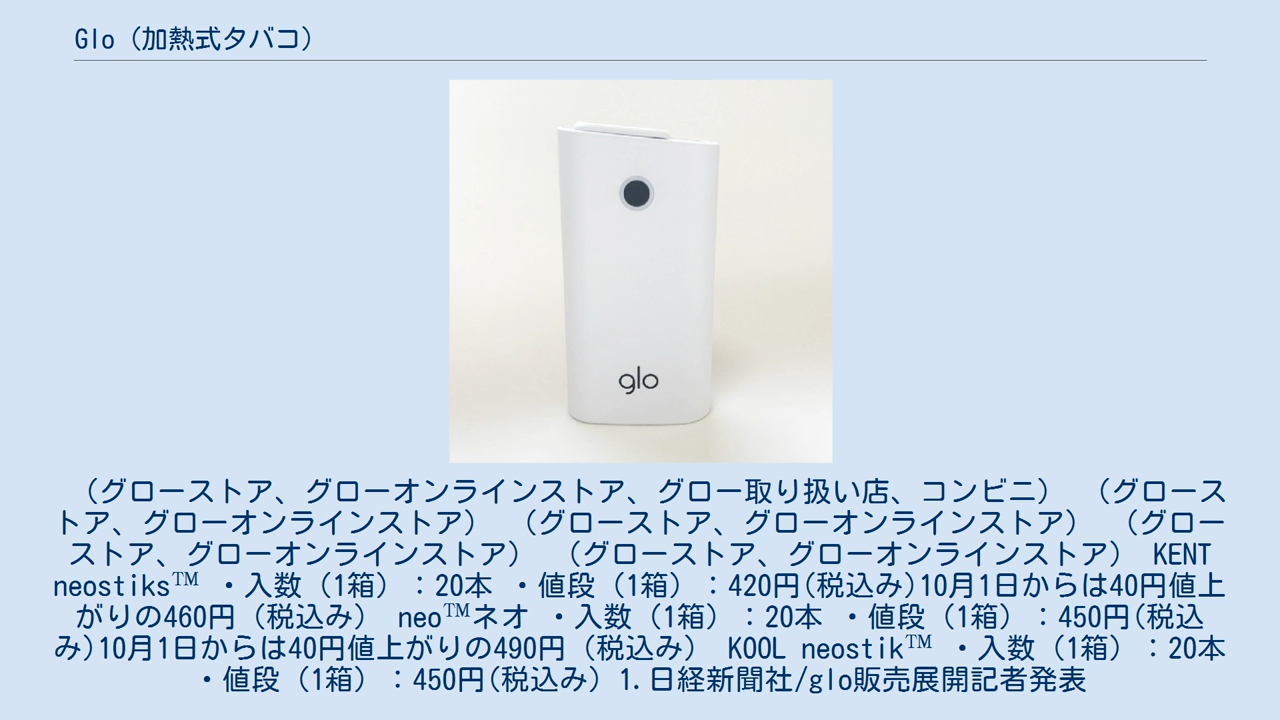 Glo（加熱式タバコ）
glo
（グローストア、グローオンラインストア、グロー取り扱い店、コンビニ） （グロース
トア、グローオンラインストア） （グローストア、グローオンラインストア） （グロー
ストア、グローオンラインストア） （グローストア、グローオンラインストア） KENT
neostiks™ ・入数（1箱）：20本 ・値段（1箱）：420円(税込み)10月1日からは40円値上
がりの460円（税込み） neo™ネオ ・入数（1箱）：20本 ・値段（1箱）：450円(税込
み)10月1日からは40円値上がりの490円（税込み） KOOL neostik™ ・入数（1箱）：20本
・値段（1箱）：450円(税込み) 1.日経新聞社/glo販売展開記者発表